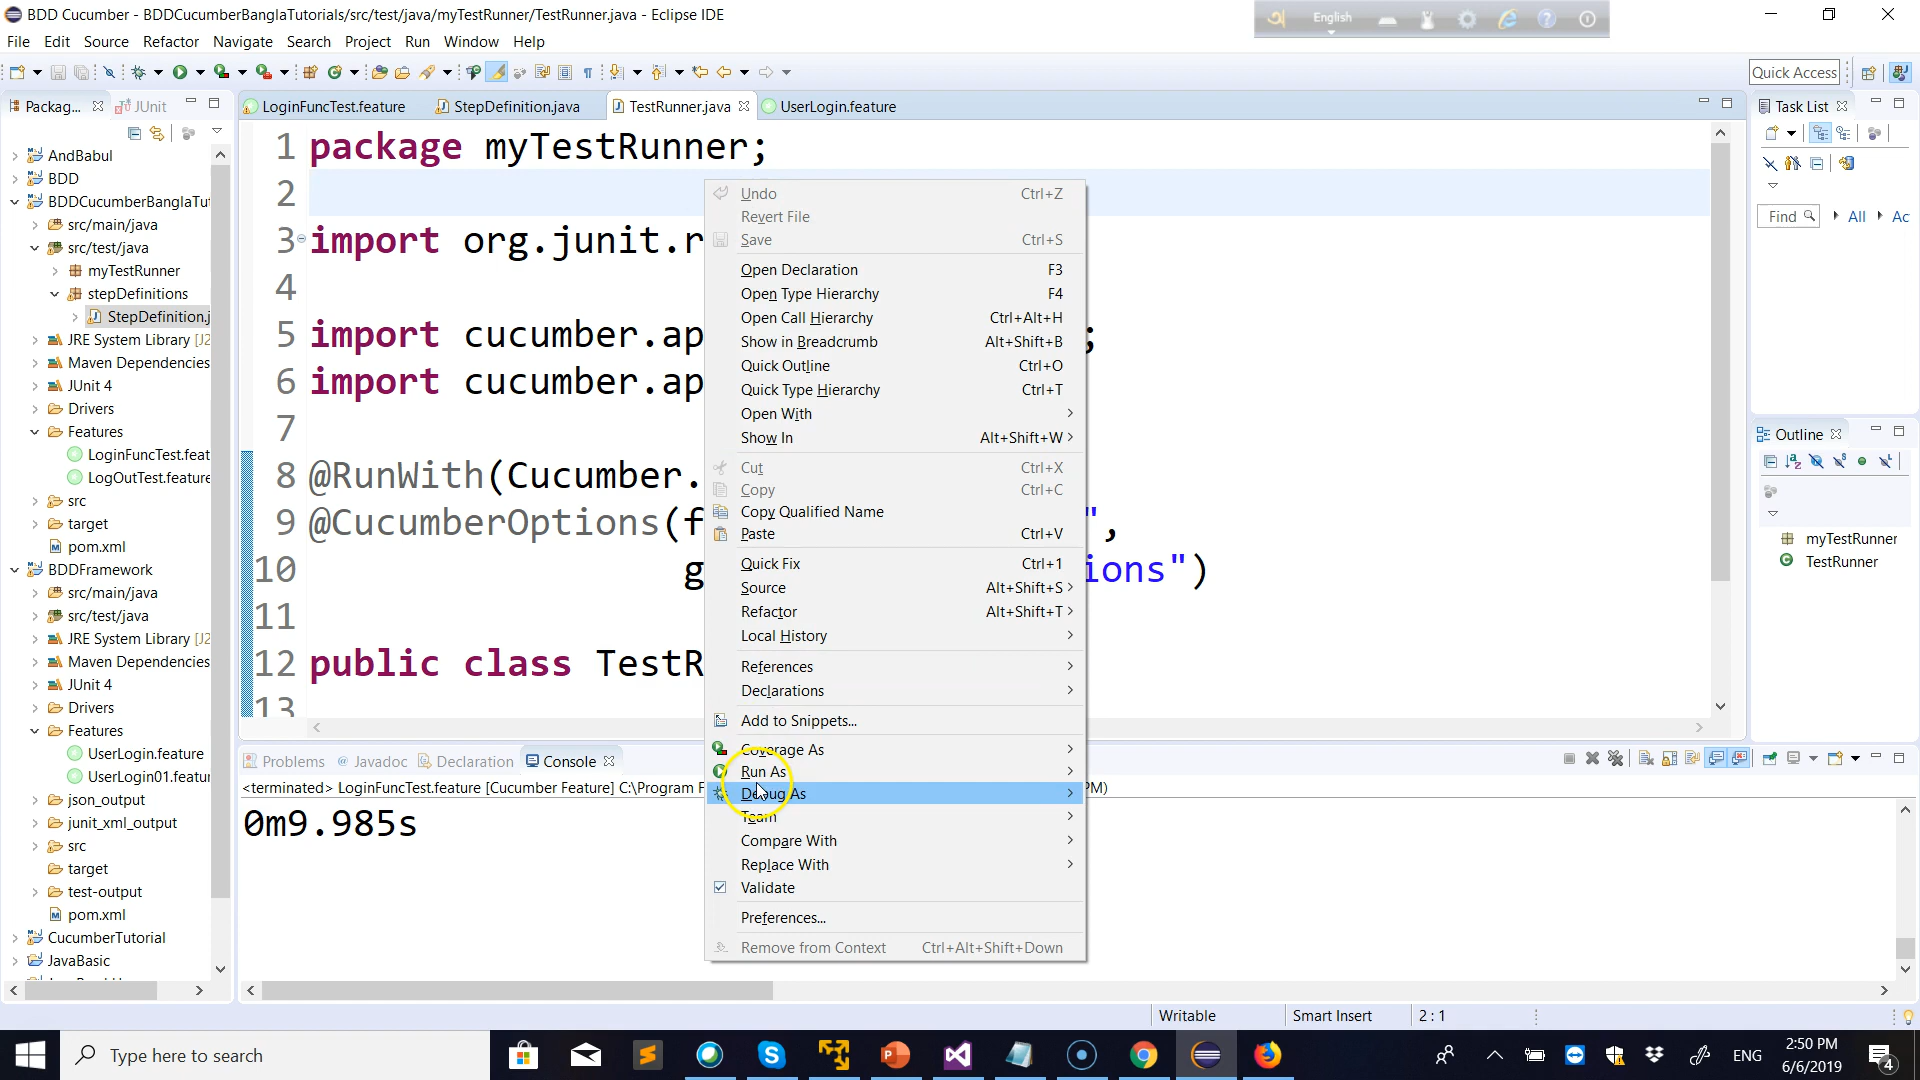 BDD Cucumber - BDDCucumberBanglaTutorials/src/test/java/myTestRunner/TestRunner.java - Eclipse IDE
English
File Edit Source Refactor Navigate Search Project Run Window Help
Quick Access
Packag... JUnit
LoginFuncTest.feature StepDefinition.java TestRunner.java UserLogin.feature
Task List
AndBabul
BDD
BDDCucumberBanglaTut
src/main/java
src/test/java
myTestRunner
stepDefinitions
StepDefinition.j
JRE System Library [J2
Maven Dependencies
JUnit 4
Drivers
Features
LoginFuncTest.feat
LogOutTest.feature
src
target
pom.xml
BDDFramework
src/main/java
src/test/java
JRE System Library [J2
Maven Dependencies
JUnit 4
Drivers
Features
UserLogin.feature
UserLogin01.featur
json_output
junit_xml_output
src
target
test-output
pom.xml
CucumberTutorial
JavaBasic
1 package myTestRunner;
2
3 import org.junit.r
4
5 import cucumber.ap ;
6 import cucumber.ap
7
8 @RunWith(Cucumber.
9 @CucumberOptions(f ",
10 g ions")
11
12 public class TestR
13
Undo Ctrl+Z
Revert File
Save Ctrl+S
Open Declaration F3
Open Type Hierarchy F4
Open Call Hierarchy Ctrl+Alt+H
Show in Breadcrumb Alt+Shift+B
Quick Outline Ctrl+O
Quick Type Hierarchy Ctrl+T
Open With
Show In Alt+Shift+W
Cut Ctrl+X
Copy Ctrl+C
Copy Qualified Name
Paste Ctrl+V
Quick Fix Ctrl+1
Source Alt+Shift+S
Refactor Alt+Shift+T
Local History
References
Declarations
Add to Snippets...
Coverage As
Run As
Debug As
Team
Compare With
Replace With
Validate
Preferences...
Remove from Context Ctrl+Alt+Shift+Down
Find All Ac
Outline
myTestRunner
TestRunner
Problems Javadoc Declaration Console
<terminated> LoginFuncTest.feature [Cucumber Feature] C:\Program F PM)
0m9.985s
Writable Smart Insert 2 : 1
Type here to search
ENG
2:50 PM
6/6/2019
4